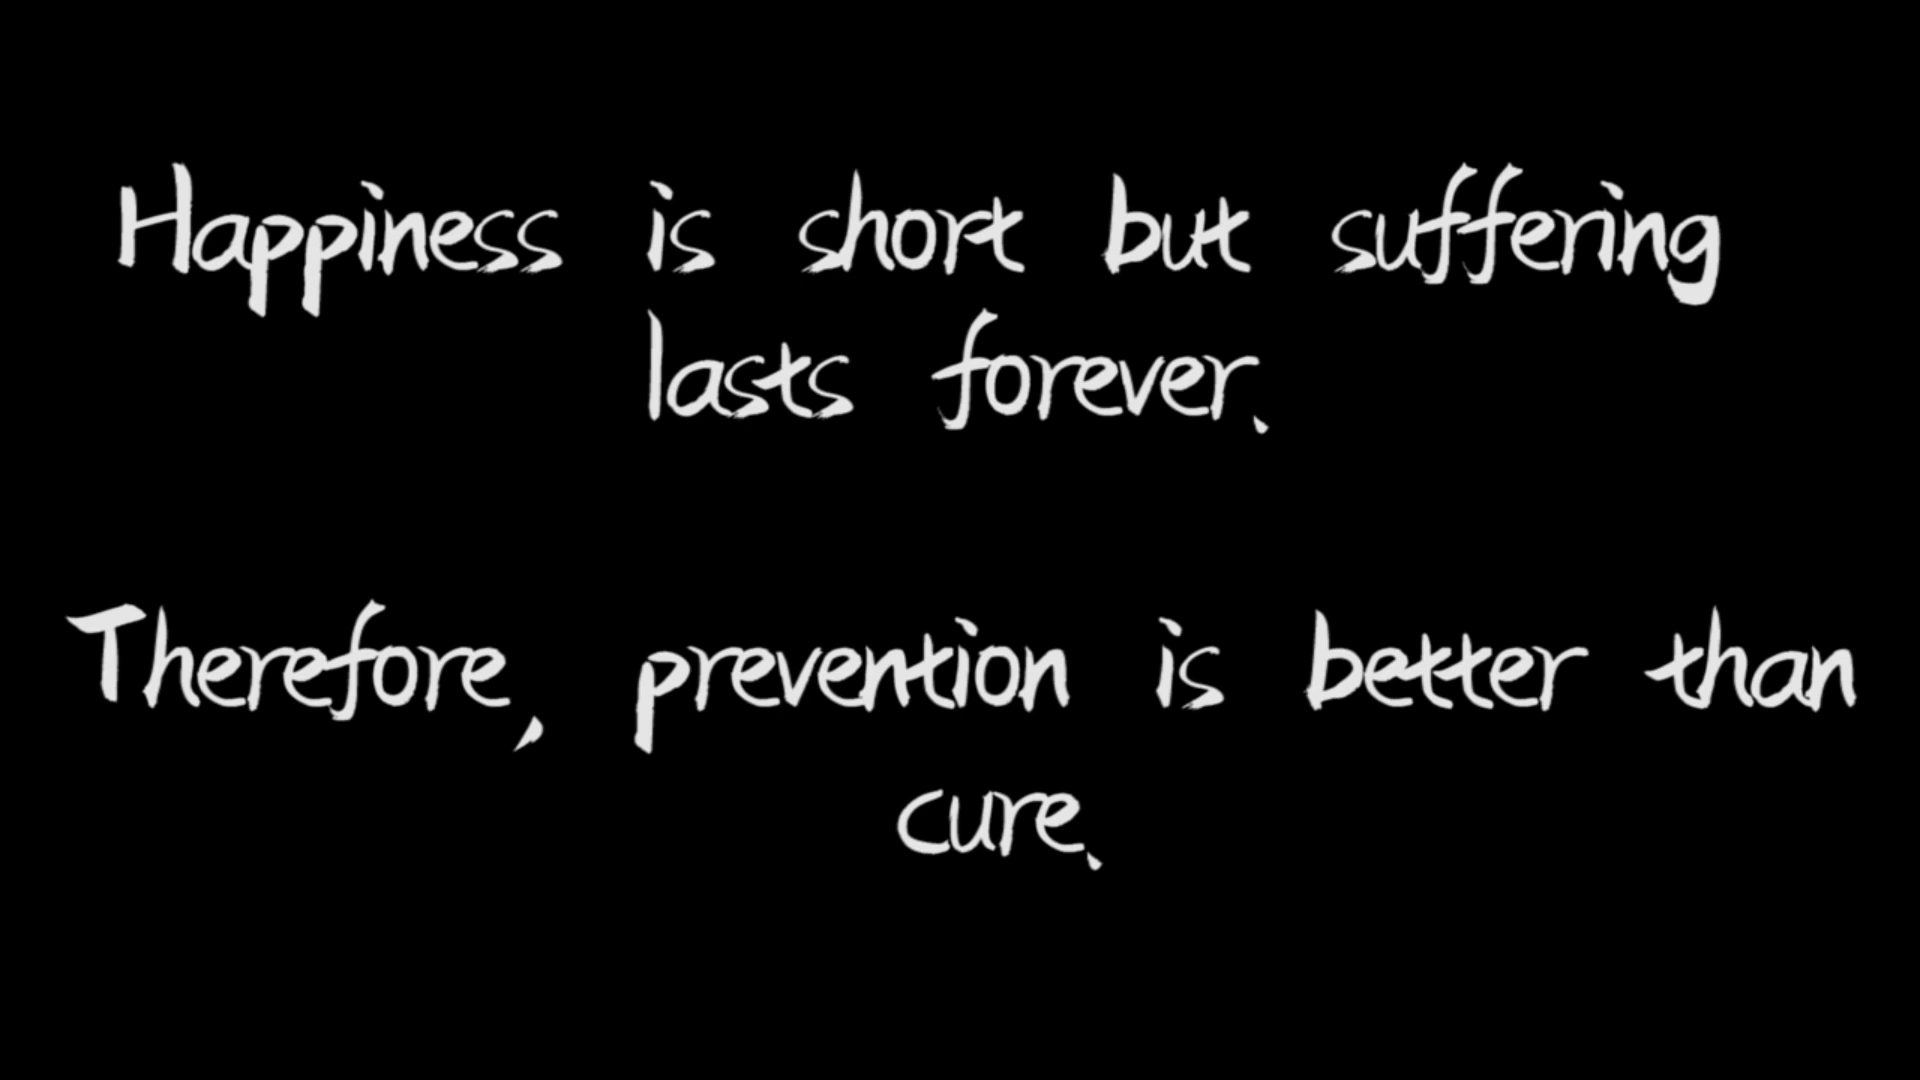 Happiness is short but suffering
lasts forever.
Therefore, prevention is better than
cure.